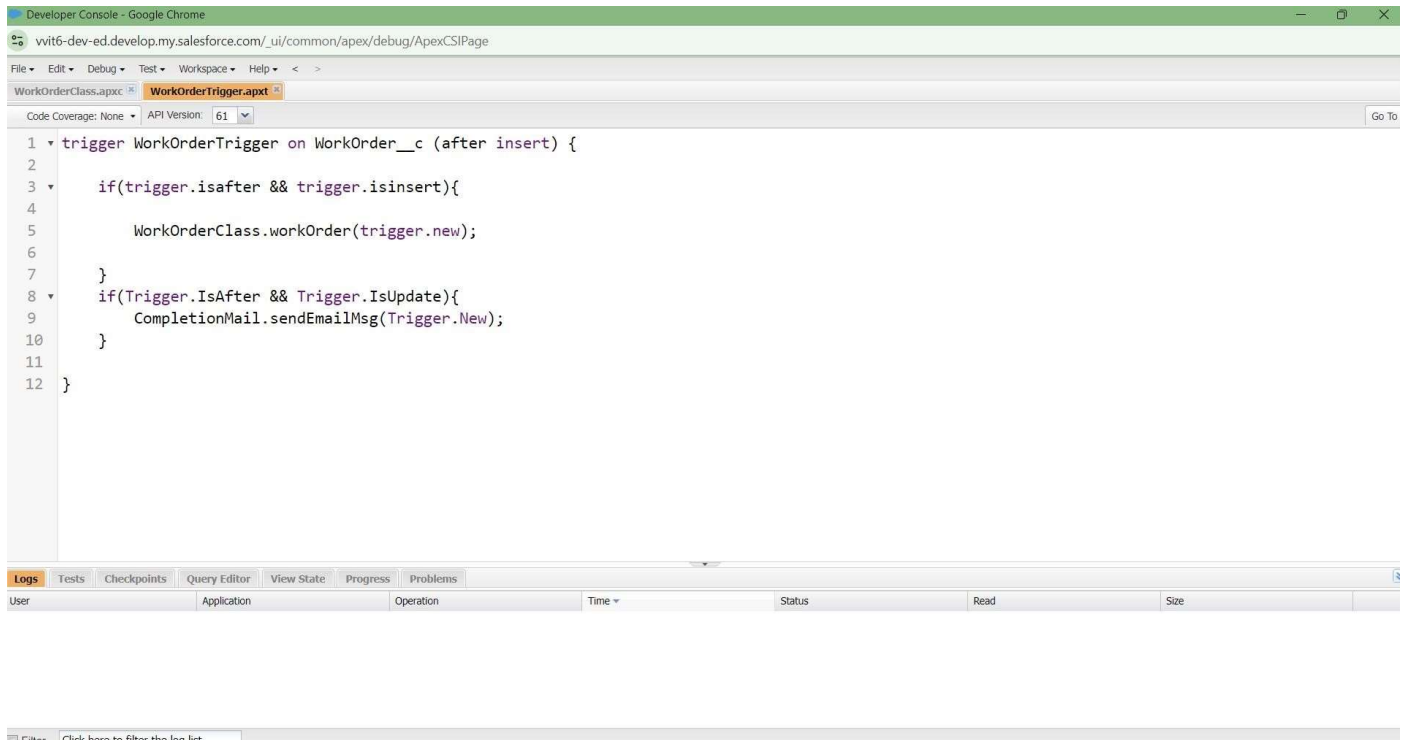 Developer Console - Google Chrome
vvit6-dev-ed.develop.my.salesforce.com/_ui/common/apex/debug/ApexCSIPage
File Edit Debug Test Workspace Help < >
WorkOrderClass.apxc WorkOrderTrigger.apxt
Code Coverage: None API Version: 61 Go To
1 trigger WorkOrderTrigger on WorkOrder__c (after insert) {
2
3 if(trigger.isafter && trigger.isinsert){
4
5 WorkOrderClass.workOrder(trigger.new);
6
7 }
8 if(Trigger.IsAfter && Trigger.IsUpdate){
9 CompletionMail.sendEmailMsg(Trigger.New);
10 }
11
12 }
Logs Tests Checkpoints Query Editor View State Progress Problems
User Application Operation Time Status Read Size
Filter Click here to filter the log list